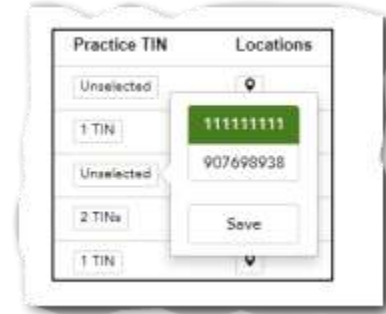 Practice TIN Locations
Unselected
1 TIN
111111111
907698938
Unselected
2 TINs
Save
1 TIN